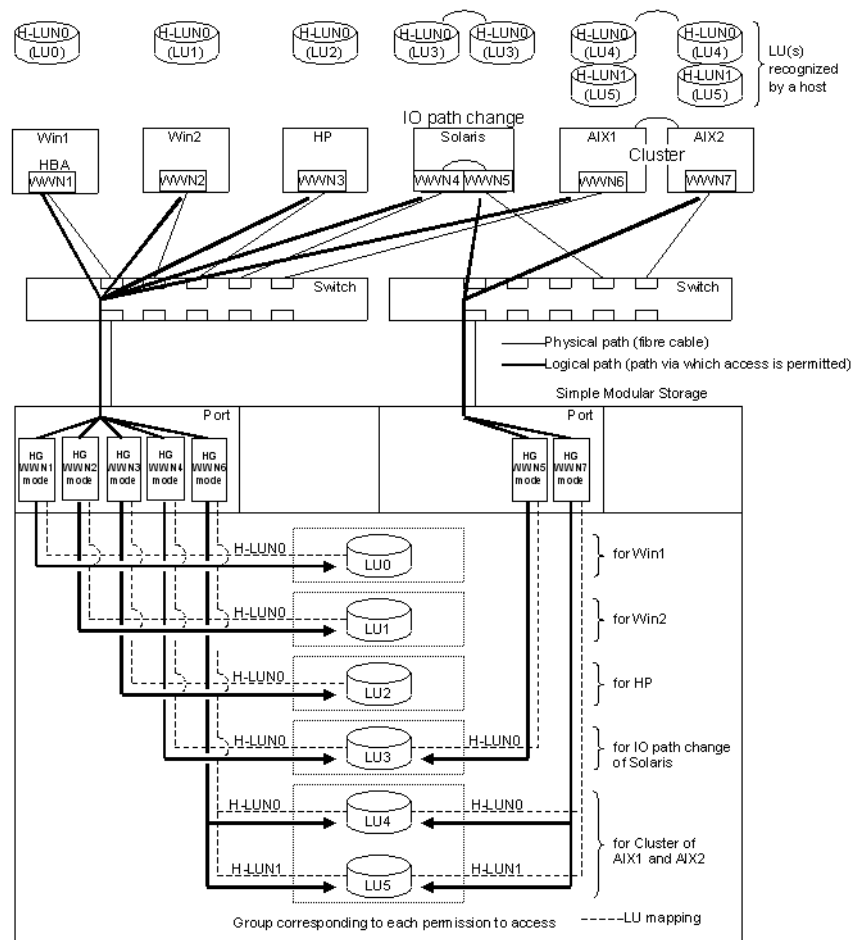 H-LUN0 H-LUN0 H-LUN0 H-LUN0 H-LUN0 H-LUN0 H-LUN0
(LU0) (LU1) (LU2) (LU3) (LU3) (LU4) (LU4)
H-LUN1 H-LUN1
(LU5) (LU5)
LU(s)
recognized
by a host
IO path change
Win1 Win2 HP Solaris AIX1 AIX2
Cluster
HBA
WWN1 WWN2 WWN3 WWN4 WWN5 WWN6 WWN7
Switch Switch
Physical path (fibre cable)
Logical path (path via which access is permitted)
Simple Modular Storage
Port Port
HG HG HG HG HG HG HG
WWN1 WWN2 WWN3 WWN4 WWN6 WWN5 WWN7
mode mode mode mode mode mode mode
H-LUN0
LU0
for Win1
H-LUN0
LU1
for Win2
H-LUN0
LU2
for HP
H-LUN0 H-LUN0
LU3
for IO path change
of Solaris
H-LUN0 H-LUN0
LU4
for Cluster of
AIX1 and AIX2
H-LUN1 H-LUN1
LU5
Group corresponding to each permission to access
LU mapping